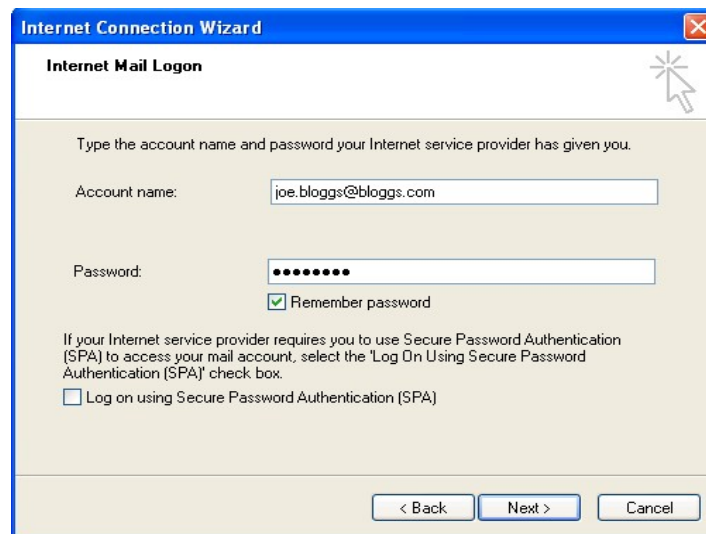 Internet Connection Wizard
Internet Mail Logon
Type the account name and password your Internet service provider has given you.
Account name: joe.bloggs@bloggs.com
Password: ●●●●●●●●
Remember password
If your Internet service provider requires you to use Secure Password Authentication
(SPA) to access your mail account, select the 'Log On Using Secure Password
Authentication (SPA)' check box.
Log on using Secure Password Authentication (SPA)
< Back Next > Cancel